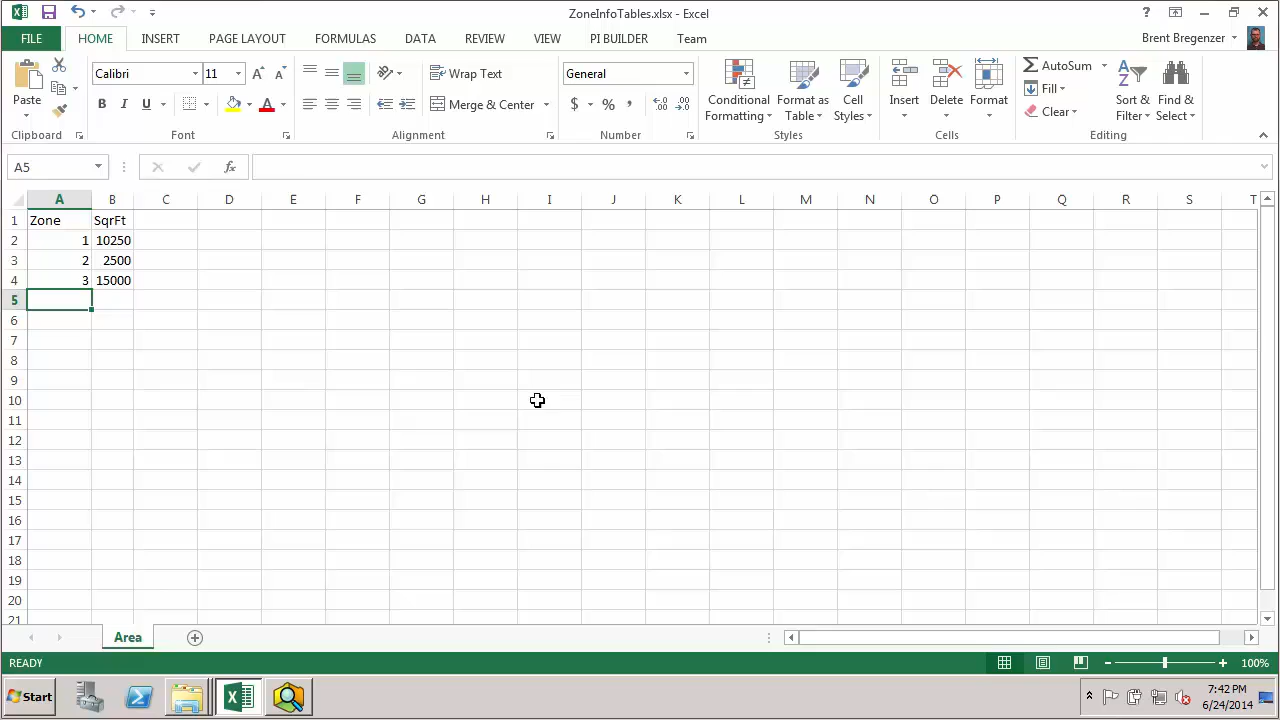 ZoneInfoTables.xlsx - Excel
FILE HOME INSERT PAGE LAYOUT FORMULAS DATA REVIEW VIEW PI BUILDER Team Brent Bregenzer
Paste
Calibri 11
B I U A
Wrap Text
Merge & Center
General
$ % ,
Conditional Formatting
Format as Table
Cell Styles
Insert Delete Format
AutoSum
Fill
Clear
Sort & Filter
Find & Select
Clipboard Font Alignment Number Styles Cells Editing
A5 fx
A B C D E F G H I J K L M N O P Q R S T
1 Zone SqrFt
2 1 10250
3 2 2500
4 3 15000
5
6
7
8
9
10
11
12
13
14
15
16
17
18
19
20
21
Area
READY 100%
Start 7:42 PM
6/24/2014